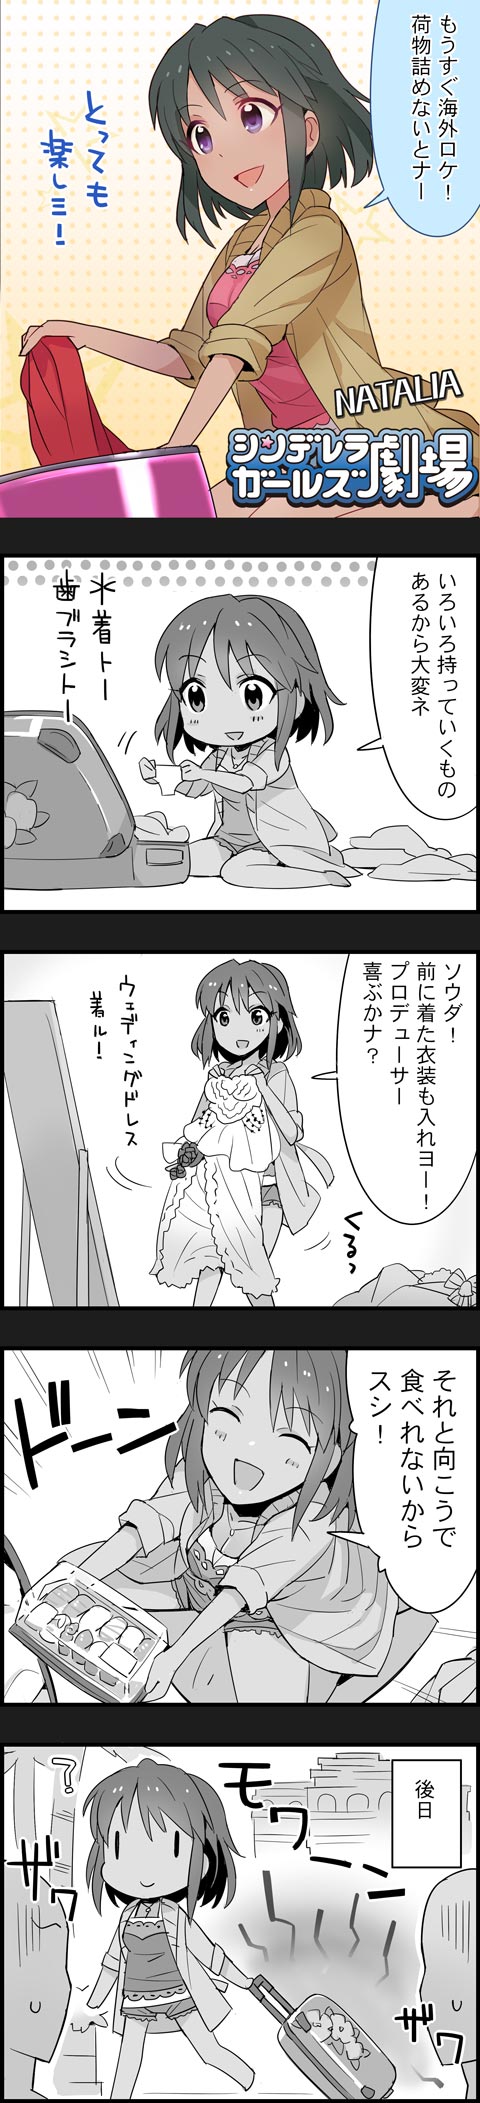 もうすぐ海外ロケ！
荷物詰めないとナー
とっても
楽しミ！
NATALIA
シンデレラ
ガールズ劇場
いろいろ持っていくもの
あるから大変ネ
水着トー
歯ブラシトー
ソウダ！
前に着た衣装も入れヨー！
プロデューサー
喜ぶかナ？
ウェディングドレス
着ル！
くるっ
それと向こうで
食べれないから
スシ！
ドーン
後日
モワーン
？
ザワ
ザワ